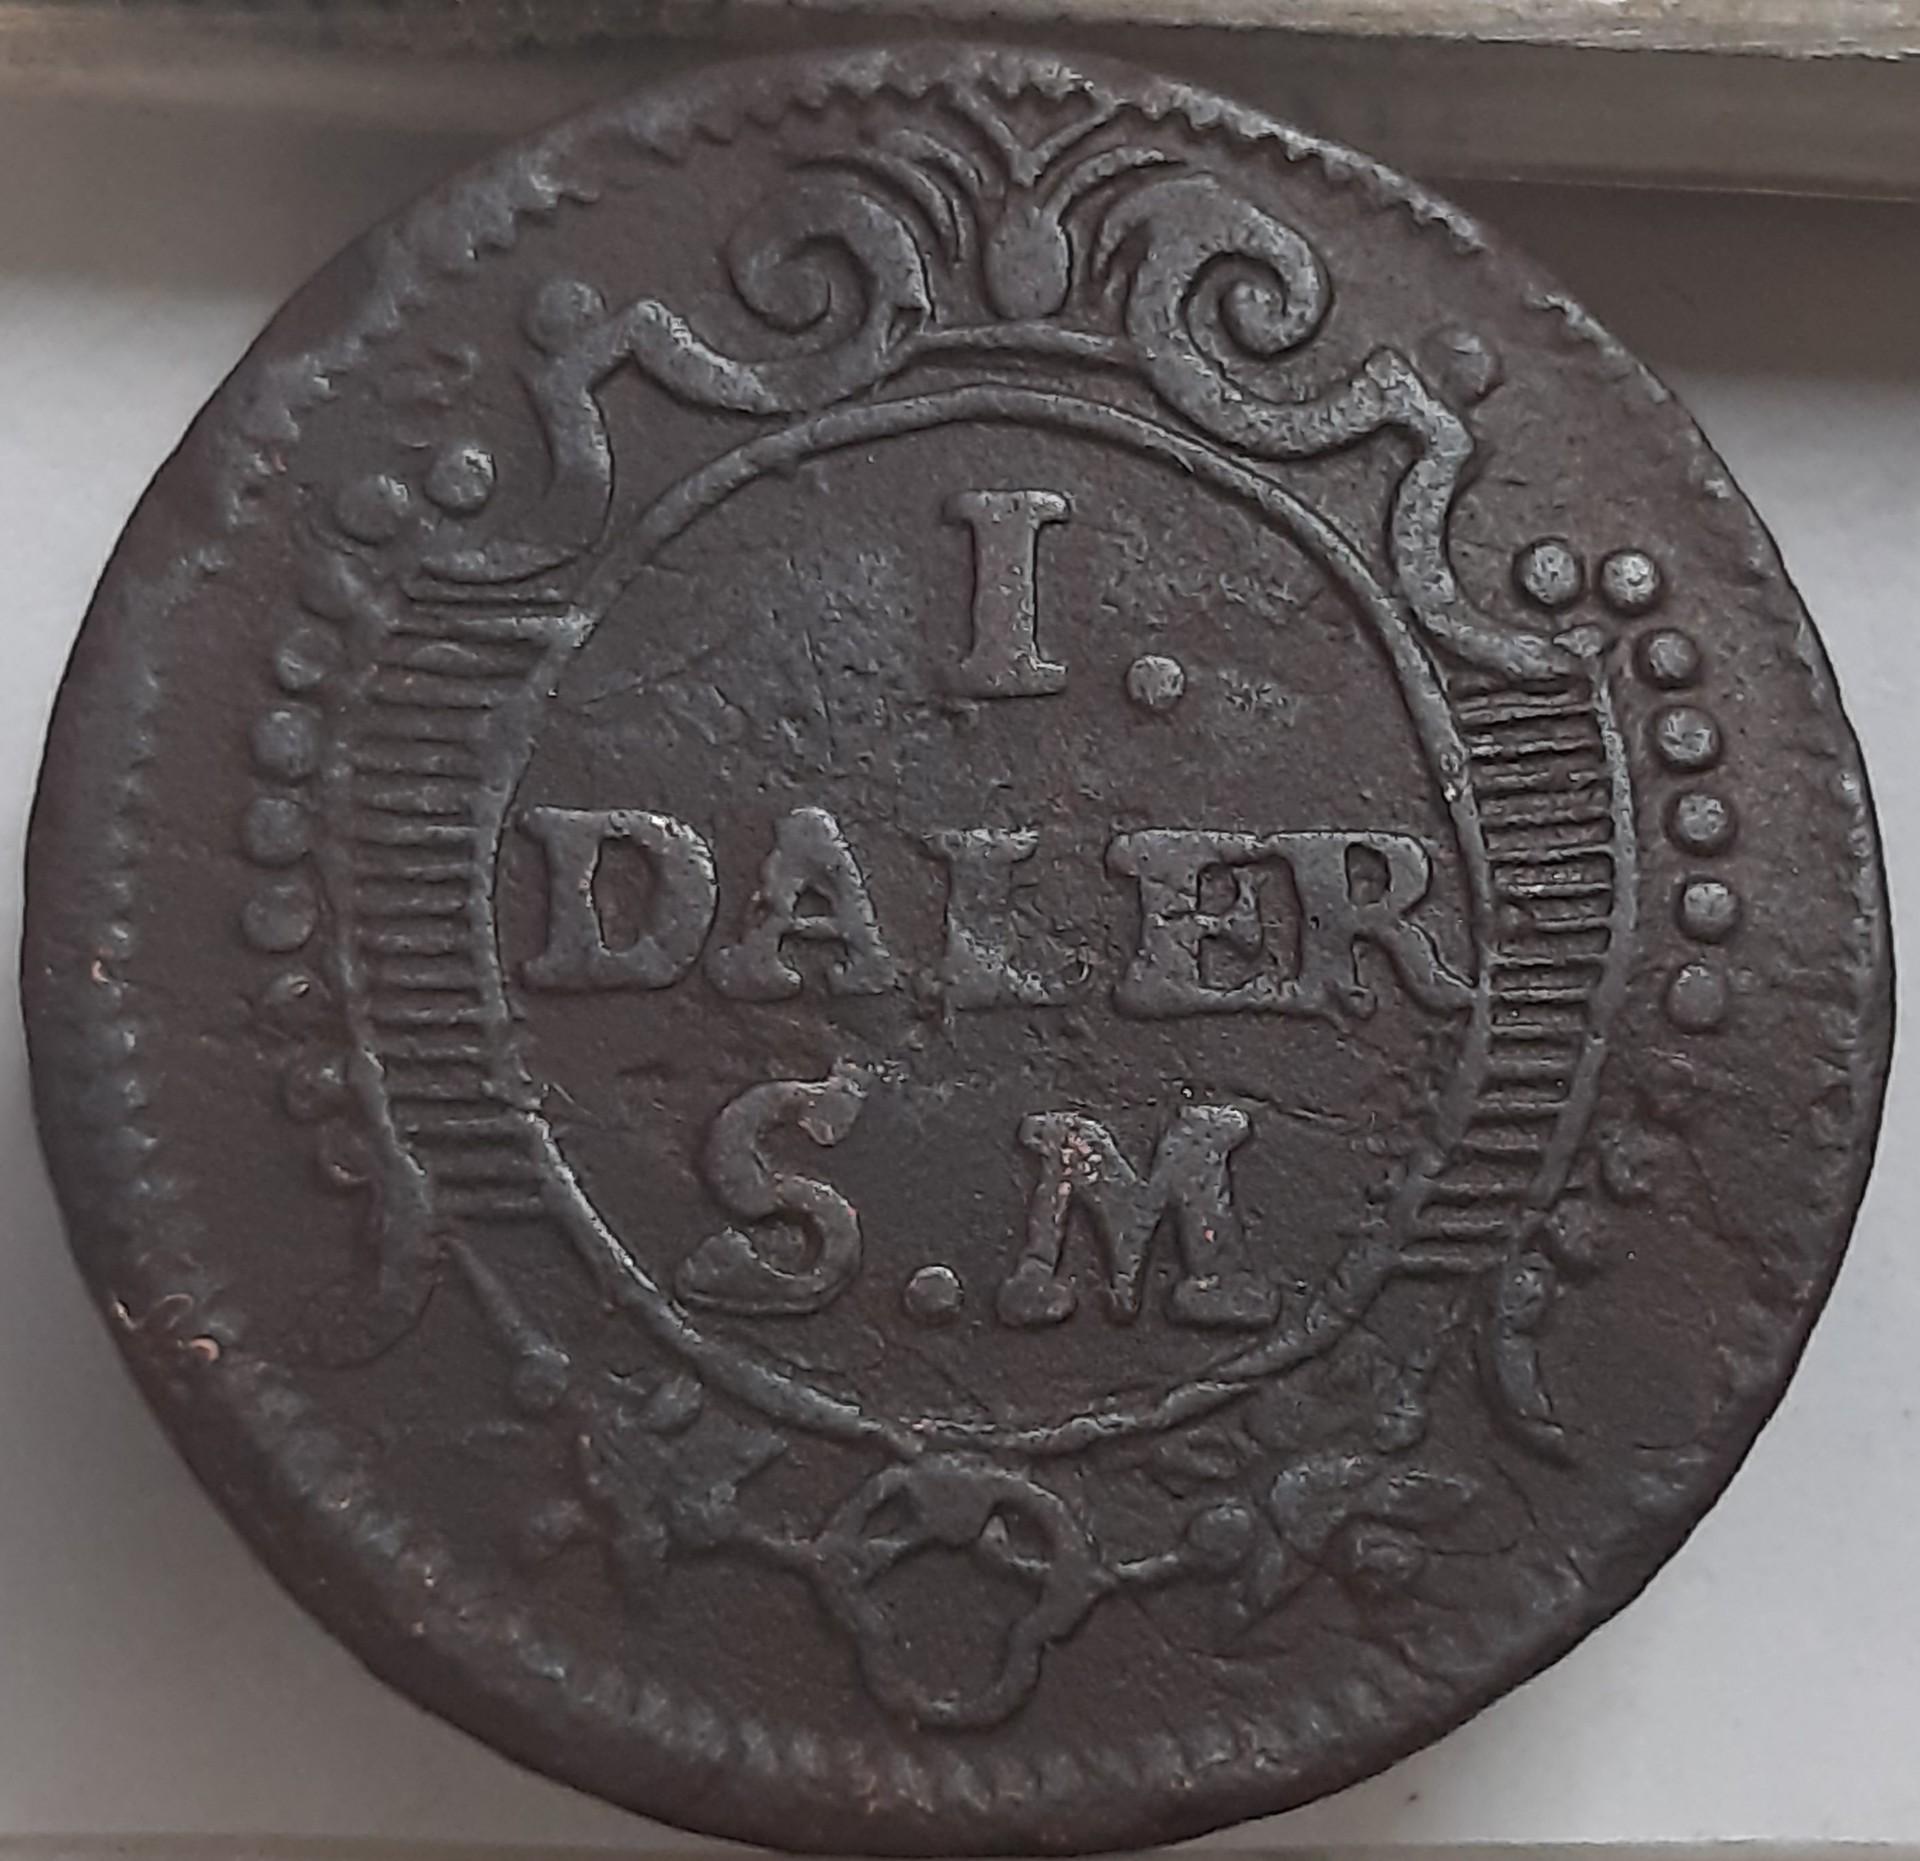 I.
DALER
S.M